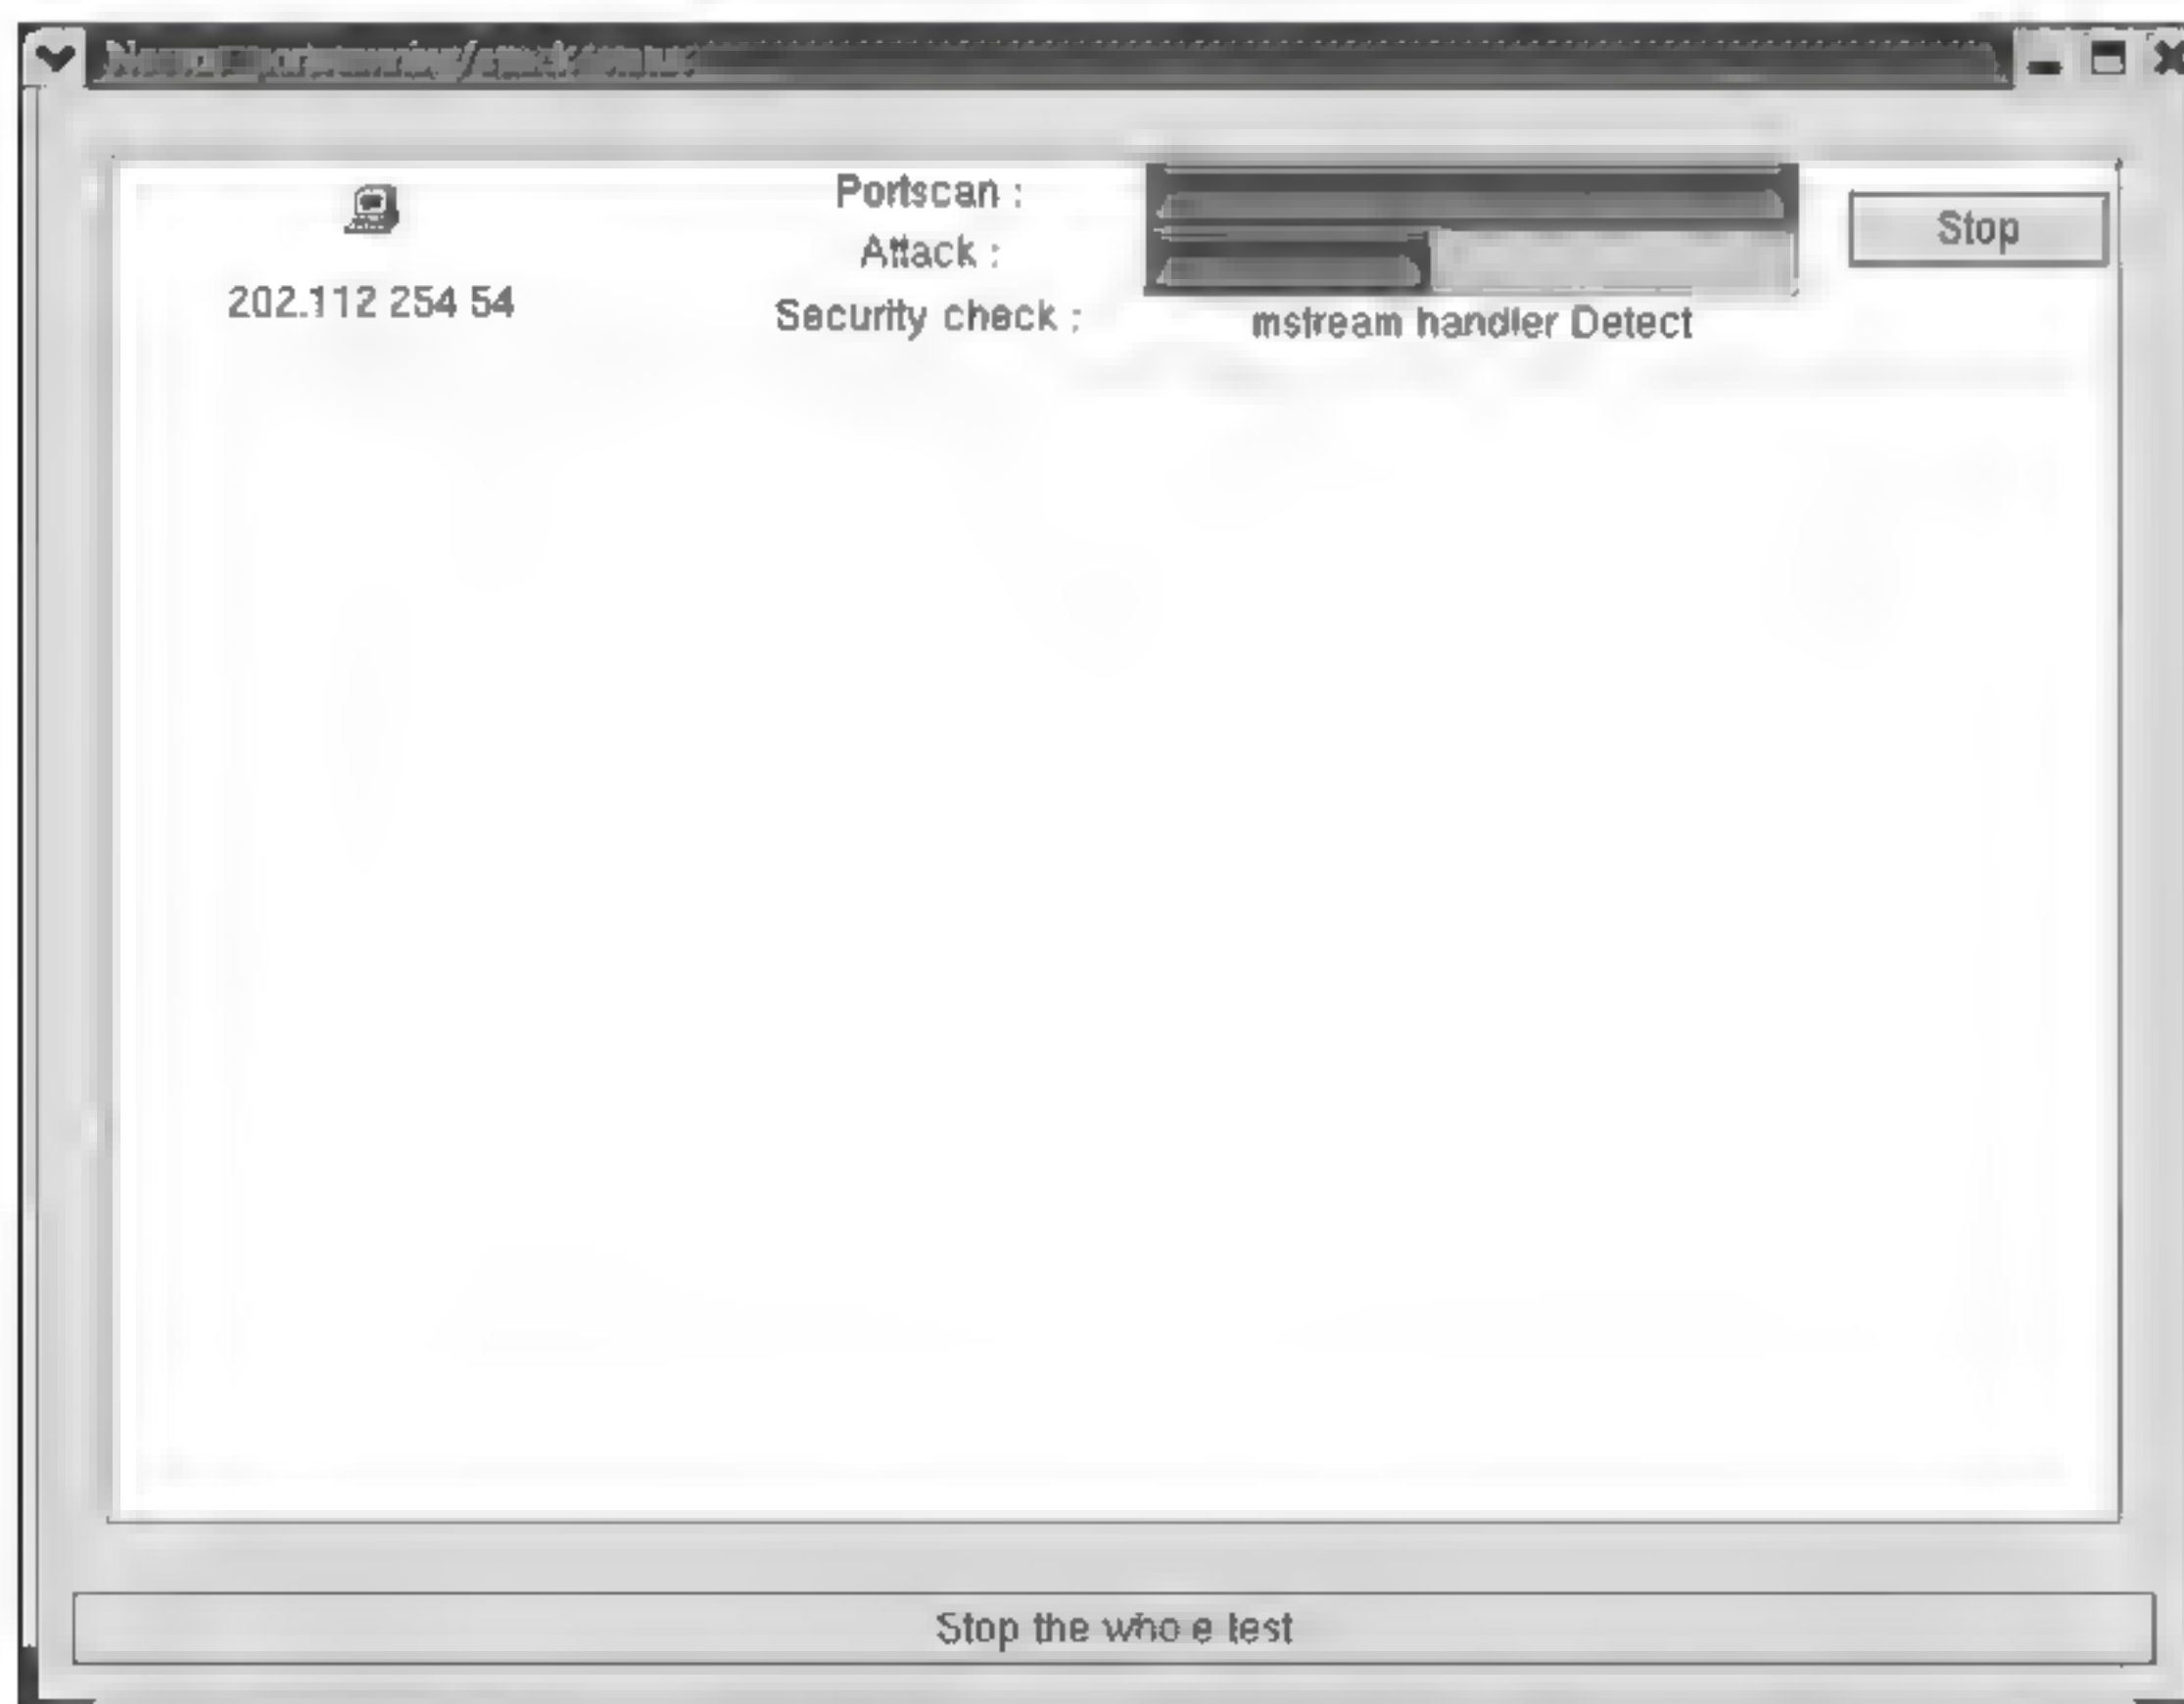 202.112 254 54
Portscan :
Attack :
Security check :
mstream handler Detect
Stop
Stop the who e test